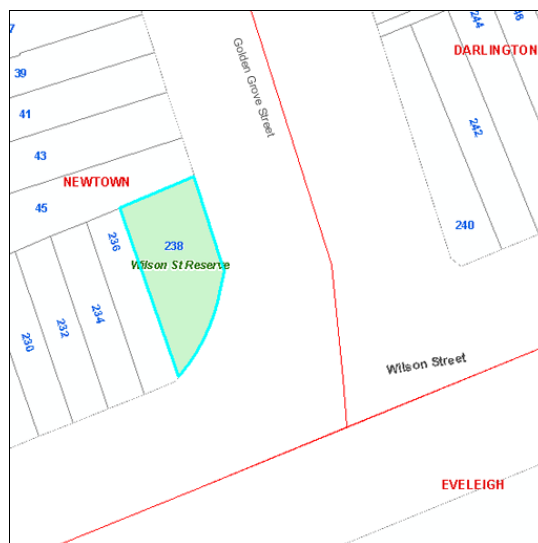 7
39
41
43
45
NEWTOWN
Golden Grove Street
244
46
DARLINGTON
242
240
236
238
Wilson St Reserve
234
232
230
Wilson Street
EVELEIGH